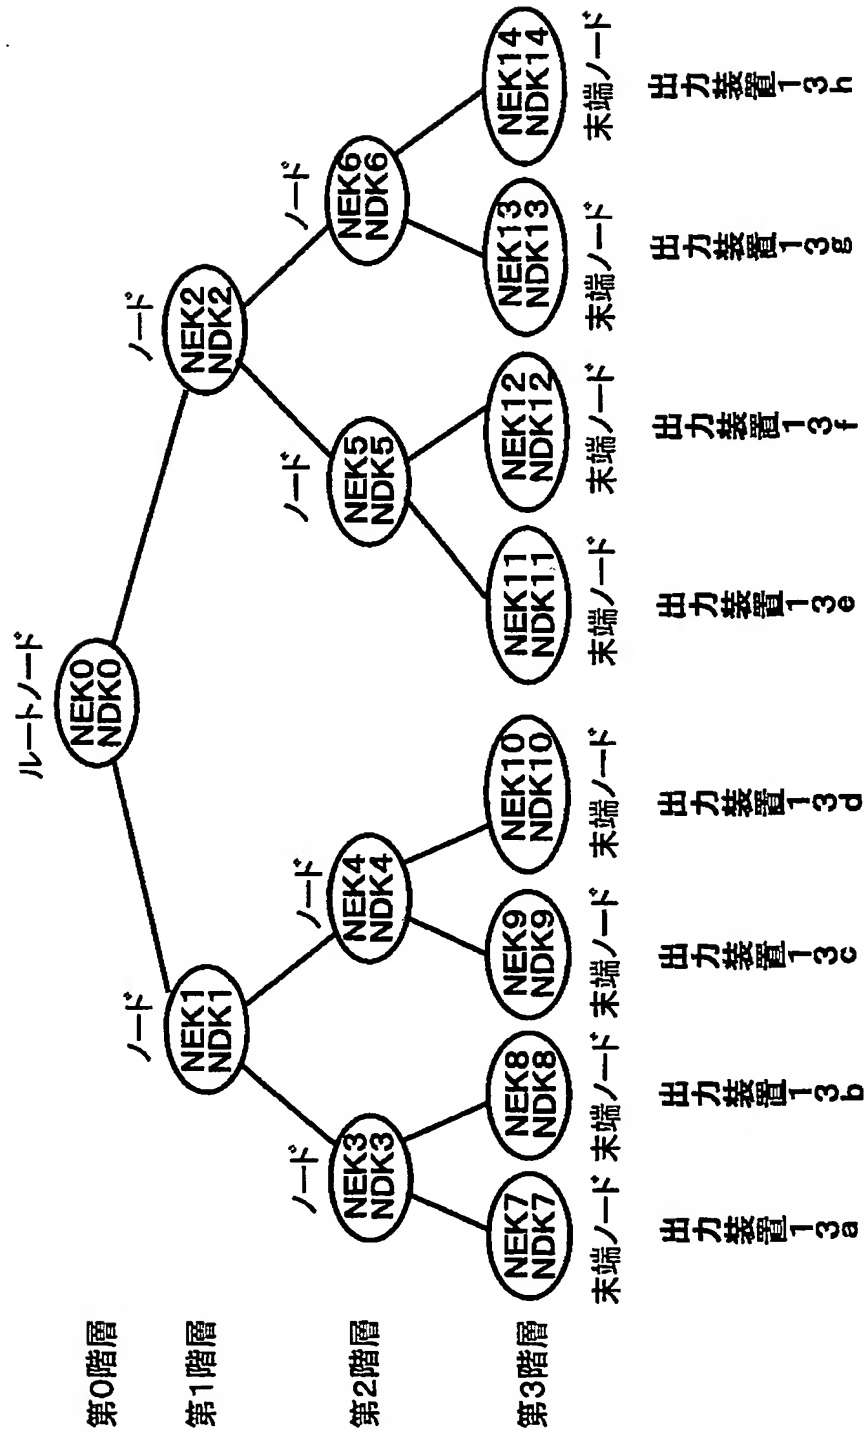 ルートノード
第0階層
NEK0
NDK0
ノード
ノード
第1階層
NEK1
NDK1
NEK2
NDK2
ノード
ノード
ノード
ノード
第2階層
NEK3
NDK3
NEK4
NDK4
NEK5
NDK5
NEK6
NDK6
第3階層
NEK7
NDK7
NEK8
NDK8
NEK9
NDK9
NEK10
NDK10
NEK11
NDK11
NEK12
NDK12
NEK13
NDK13
NEK14
NDK14
末端ノード
末端ノード
末端ノード
末端ノード
末端ノード
末端ノード
末端ノード
末端ノード
出力装置13a
出力装置13b
出力装置13c
出力装置13d
出力装置13e
出力装置13f
出力装置13g
出力装置13h